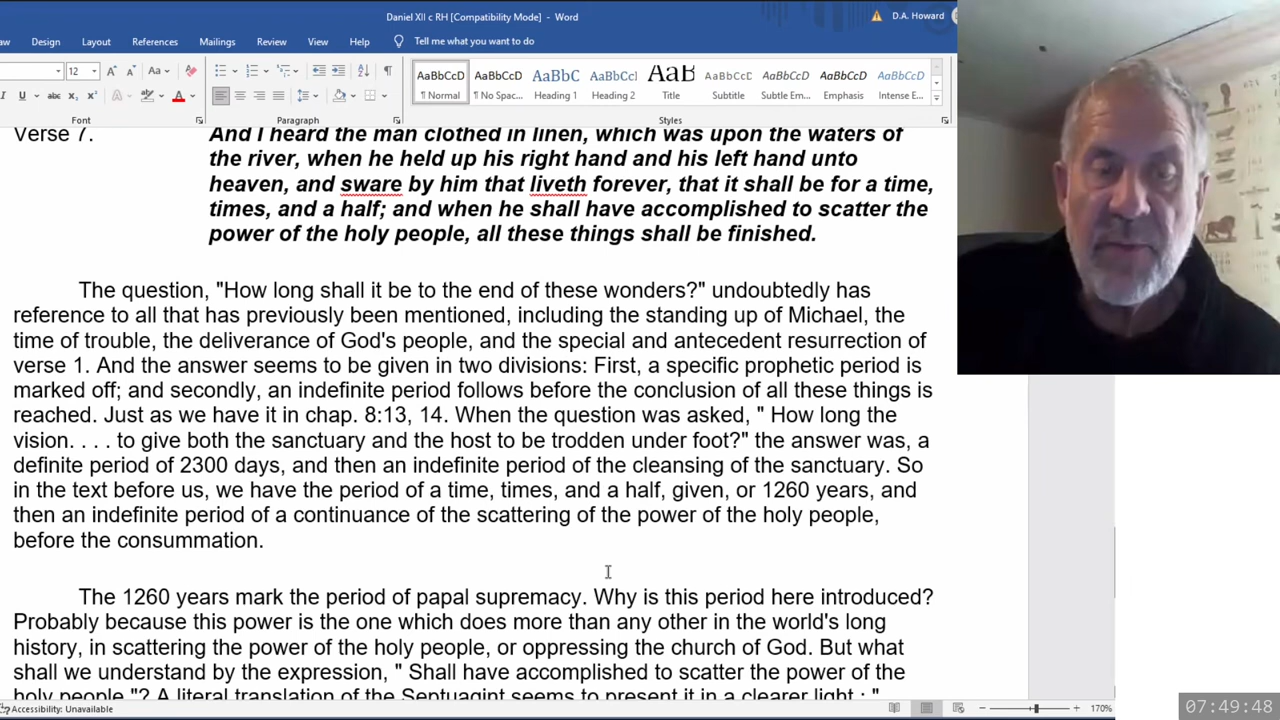 Daniel XII c RH [Compatibility Mode] - Word
D.A. Howard
Design Layout References Mailings Review View Help Tell me what you want to do
12 Aa
AaBbCcD AaBbCcD AaBbC AaBbCcI AaB AaBbCcD AaBbCcD AaBbCcD AaBbCcD
¶ Normal ¶ No Spac... Heading 1 Heading 2 Title Subtitle Subtle Em... Emphasis Intense E...
Font Paragraph Styles
Verse 7. And I heard the man clothed in linen, which was upon the waters of
the river, when he held up his right hand and his left hand unto
heaven, and sware by him that liveth forever, that it shall be for a time,
times, and a half; and when he shall have accomplished to scatter the
power of the holy people, all these things shall be finished.
The question, "How long shall it be to the end of these wonders?" undoubtedly has
reference to all that has previously been mentioned, including the standing up of Michael, the
time of trouble, the deliverance of God's people, and the special and antecedent resurrection of
verse 1. And the answer seems to be given in two divisions: First, a specific prophetic period is
marked off; and secondly, an indefinite period follows before the conclusion of all these things is
reached. Just as we have it in chap. 8:13, 14. When the question was asked, " How long the
vision. . . . to give both the sanctuary and the host to be trodden under foot?" the answer was, a
definite period of 2300 days, and then an indefinite period of the cleansing of the sanctuary. So
in the text before us, we have the period of a time, times, and a half, given, or 1260 years, and
then an indefinite period of a continuance of the scattering of the power of the holy people,
before the consummation.
The 1260 years mark the period of papal supremacy. Why is this period here introduced?
Probably because this power is the one which does more than any other in the world's long
history, in scattering the power of the holy people, or oppressing the church of God. But what
shall we understand by the expression, " Shall have accomplished to scatter the power of the
holy people."? A literal translation of the Septuagint seems to present it in a clearer light : "
Accessibility: Unavailable
170%
07:49:48